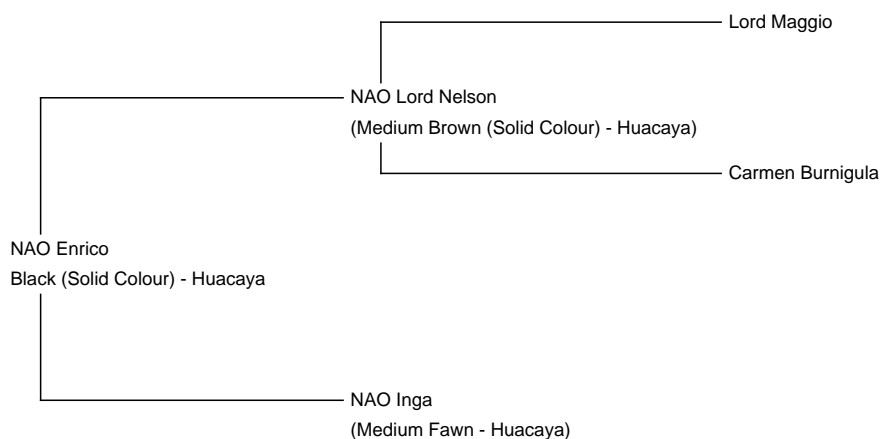 Lord Maggio
NAO Lord Nelson
(Medium Brown (Solid Colour) - Huacaya)
Carmen Burnigula
NAO Enrico
Black (Solid Colour) - Huacaya
NAO Inga
(Medium Fawn - Huacaya)